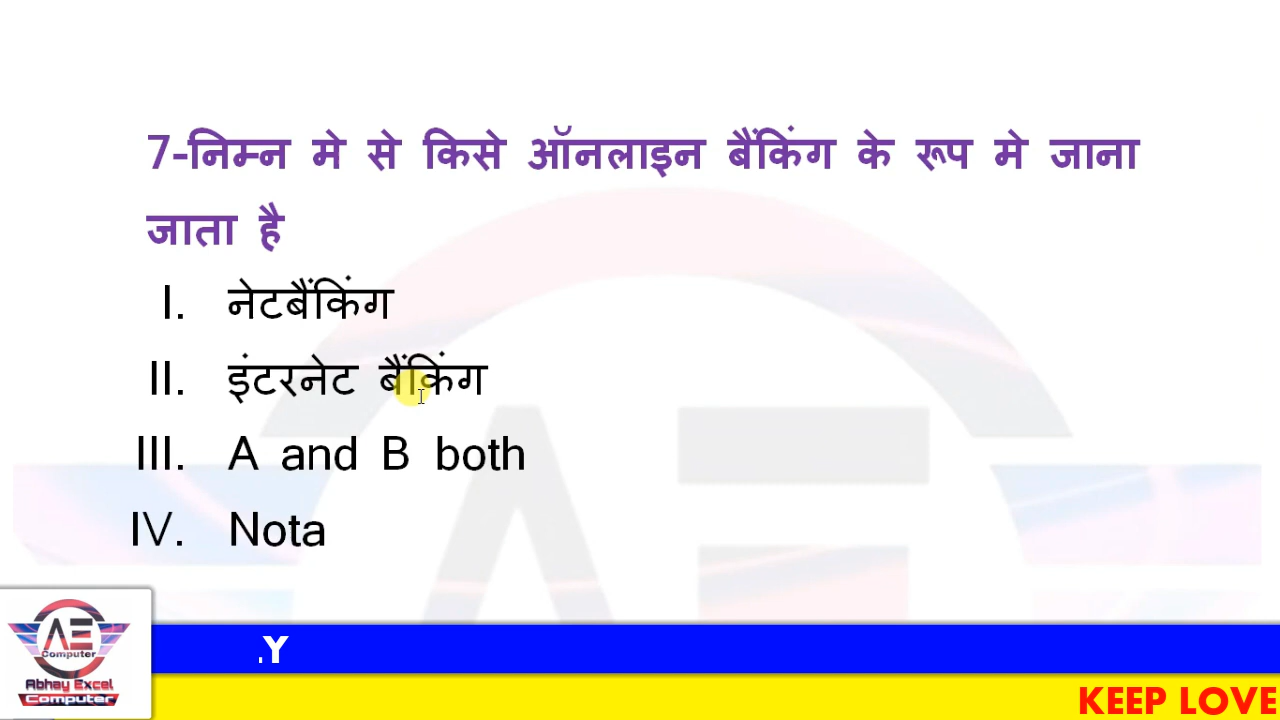 7-निम्न मे से किसे ऑनलाइन बैंकिंग के रूप मे जाना
जाता है
I. नेटबैंकिंग
II. इंटरनेट बैंकिंग
III. A and B both
IV. Nota
AE
Computer
Abhay Excel
Computer
.Y
KEEP LOVE